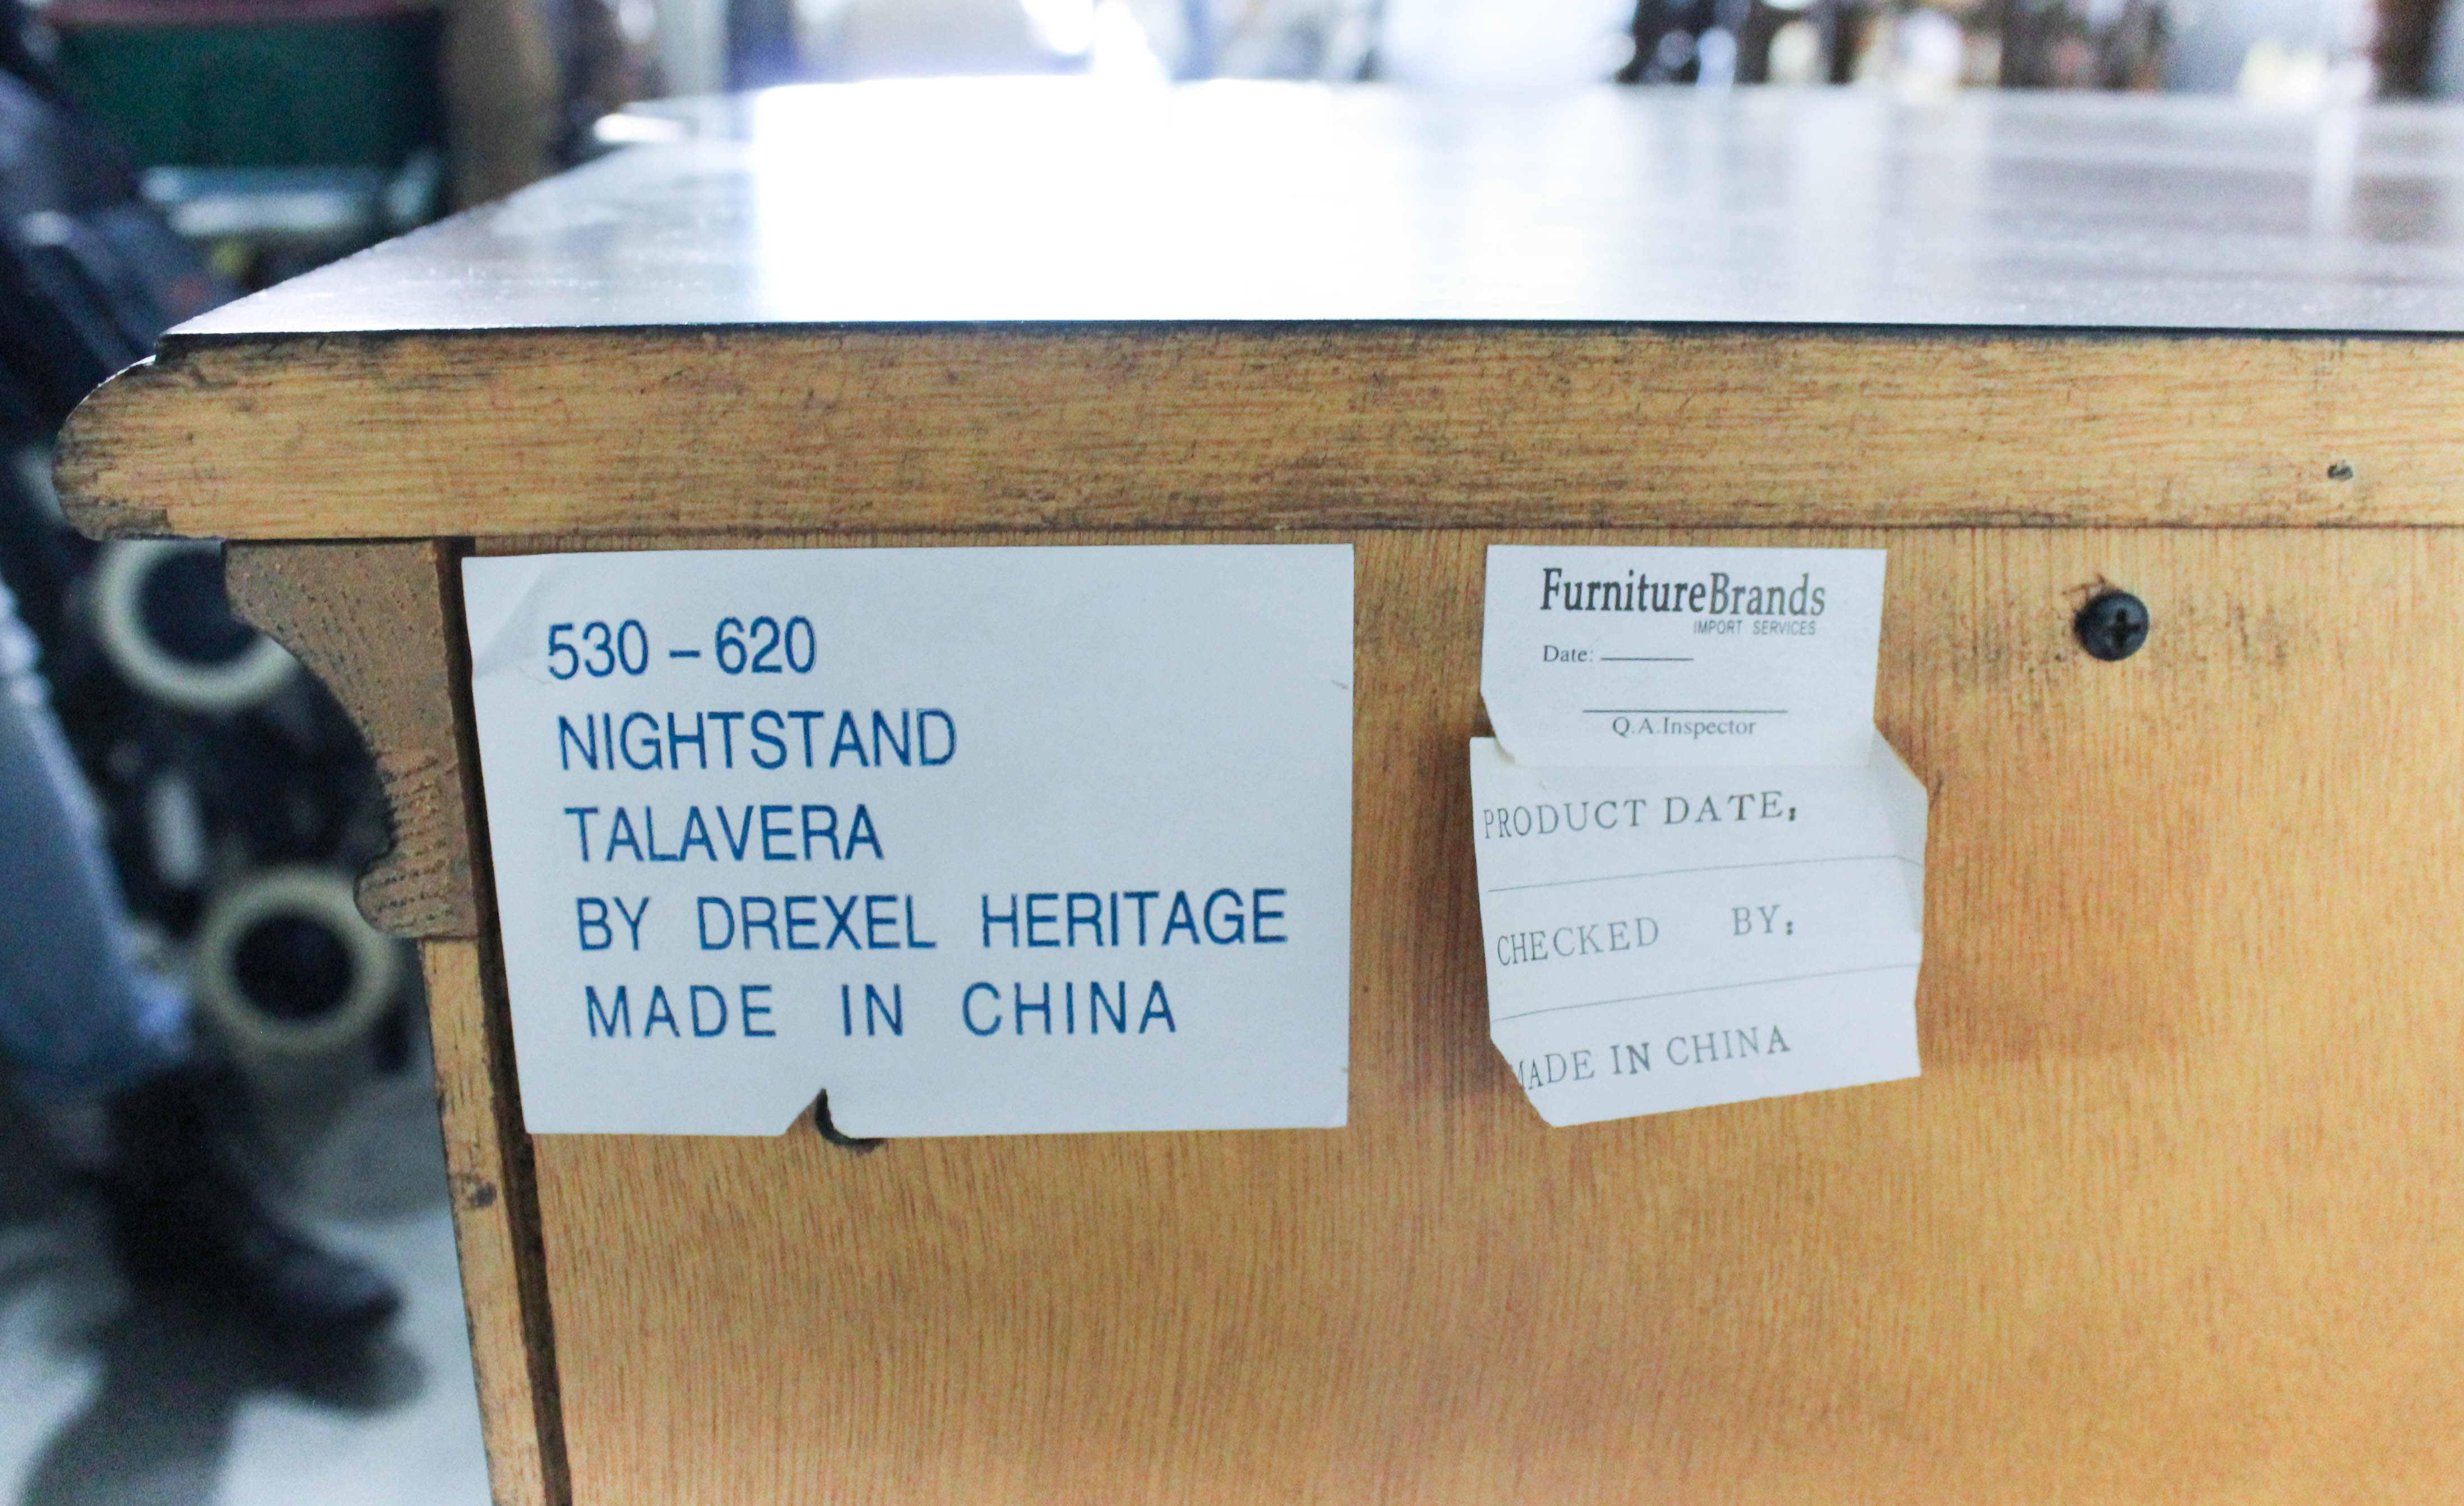 530 – 620
NIGHTSTAND
TALAVERA
BY DREXEL HERITAGE
MADE IN CHINA
FurnitureBrands
IMPORT SERVICES
Date:
Q.A.Inspector
PRODUCT DATE:
CHECKED BY:
MADE IN CHINA